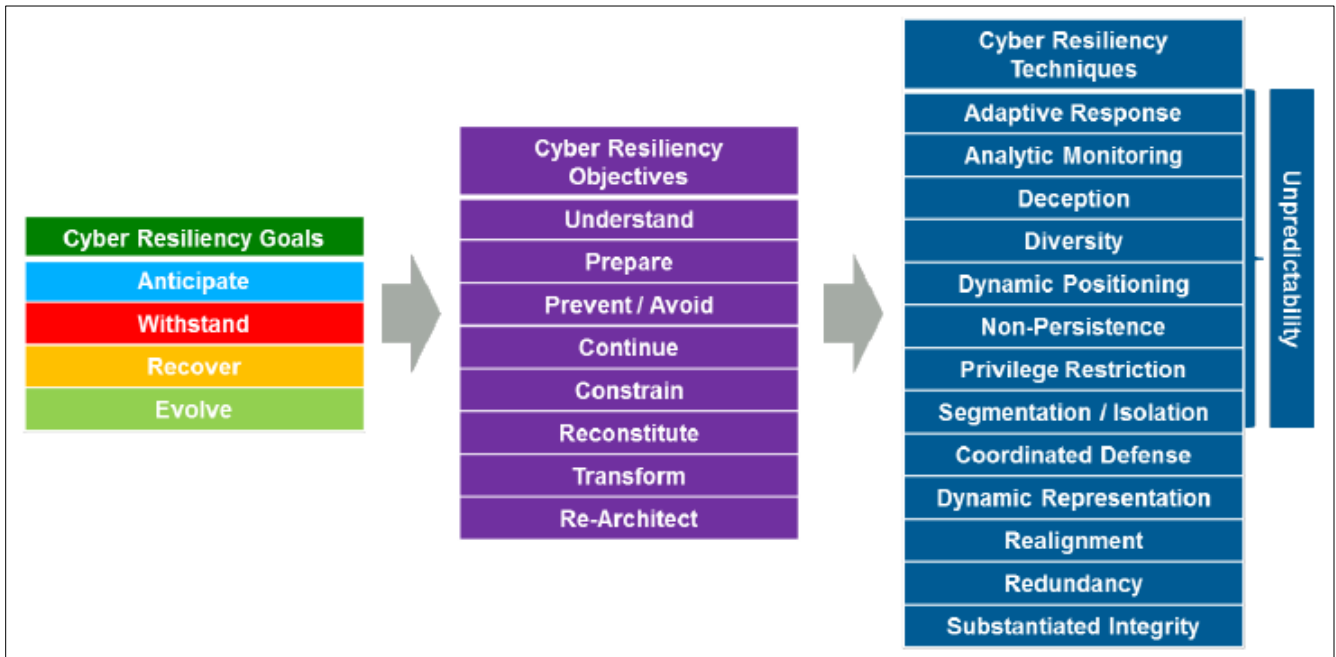 Cyber Resiliency Goals
Anticipate
Withstand
Recover
Evolve
Cyber Resiliency
Objectives
Understand
Prepare
Prevent / Avoid
Continue
Constrain
Reconstitute
Transform
Re-Architect
Cyber Resiliency
Techniques
Adaptive Response
Analytic Monitoring
Deception
Diversity
Dynamic Positioning
Non-Persistence
Privilege Restriction
Segmentation / Isolation
Coordinated Defense
Dynamic Representation
Realignment
Redundancy
Substantiated Integrity
Unpredictability